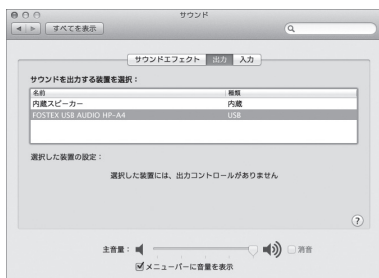 サウンド
すべてを表示
サウンドエフェクト 出力 入力
サウンドを出力する装置を選択：
名前 種類
内蔵スピーカー 内蔵
FOSTEX USB AUDIO HP-A4 USB
選択した装置の設定：
選択した装置には、出力コントロールがありません
?
主音量： 消音
メニューバーに音量を表示